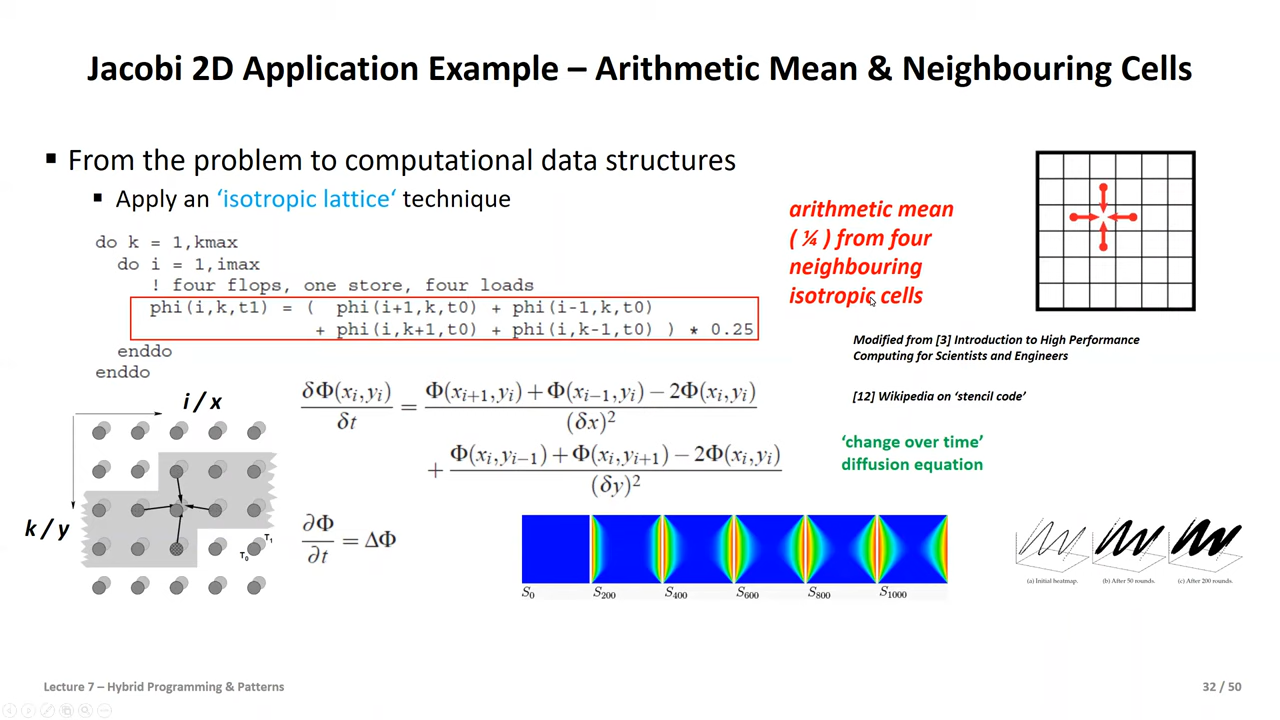 Jacobi 2D Application Example – Arithmetic Mean & Neighbouring Cells
▪ From the problem to computational data structures
▪ Apply an ‘isotropic lattice‘ technique
do k = 1,kmax
do i = 1,imax
! four flops, one store, four loads
phi(i,k,t1) = ( phi(i+1,k,t0) + phi(i-1,k,t0)
+ phi(i,k+1,t0) + phi(i,k-1,t0) ) * 0.25
enddo
enddo
arithmetic mean
( ¼ ) from four
neighbouring
isotropic cells
Modified from [3] Introduction to High Performance
Computing for Scientists and Engineers
[12] Wikipedia on ‘stencil code’
‘change over time’
diffusion equation
i / x
k / y
T₀
T₁
δΦ(xᵢ,yᵢ)/δt = (Φ(xᵢ₊₁,yᵢ) + Φ(xᵢ₋₁,yᵢ) − 2Φ(xᵢ,yᵢ))/(δx)²
+ (Φ(xᵢ,yᵢ₋₁) + Φ(xᵢ,yᵢ₊₁) − 2Φ(xᵢ,yᵢ))/(δy)²
∂Φ/∂t = ΔΦ
S₀ S₂₀₀ S₄₀₀ S₆₀₀ S₈₀₀ S₁₀₀₀
(a) Initial heatmap. (b) After 50 rounds. (c) After 200 rounds.
Lecture 7 – Hybrid Programming & Patterns
32 / 50